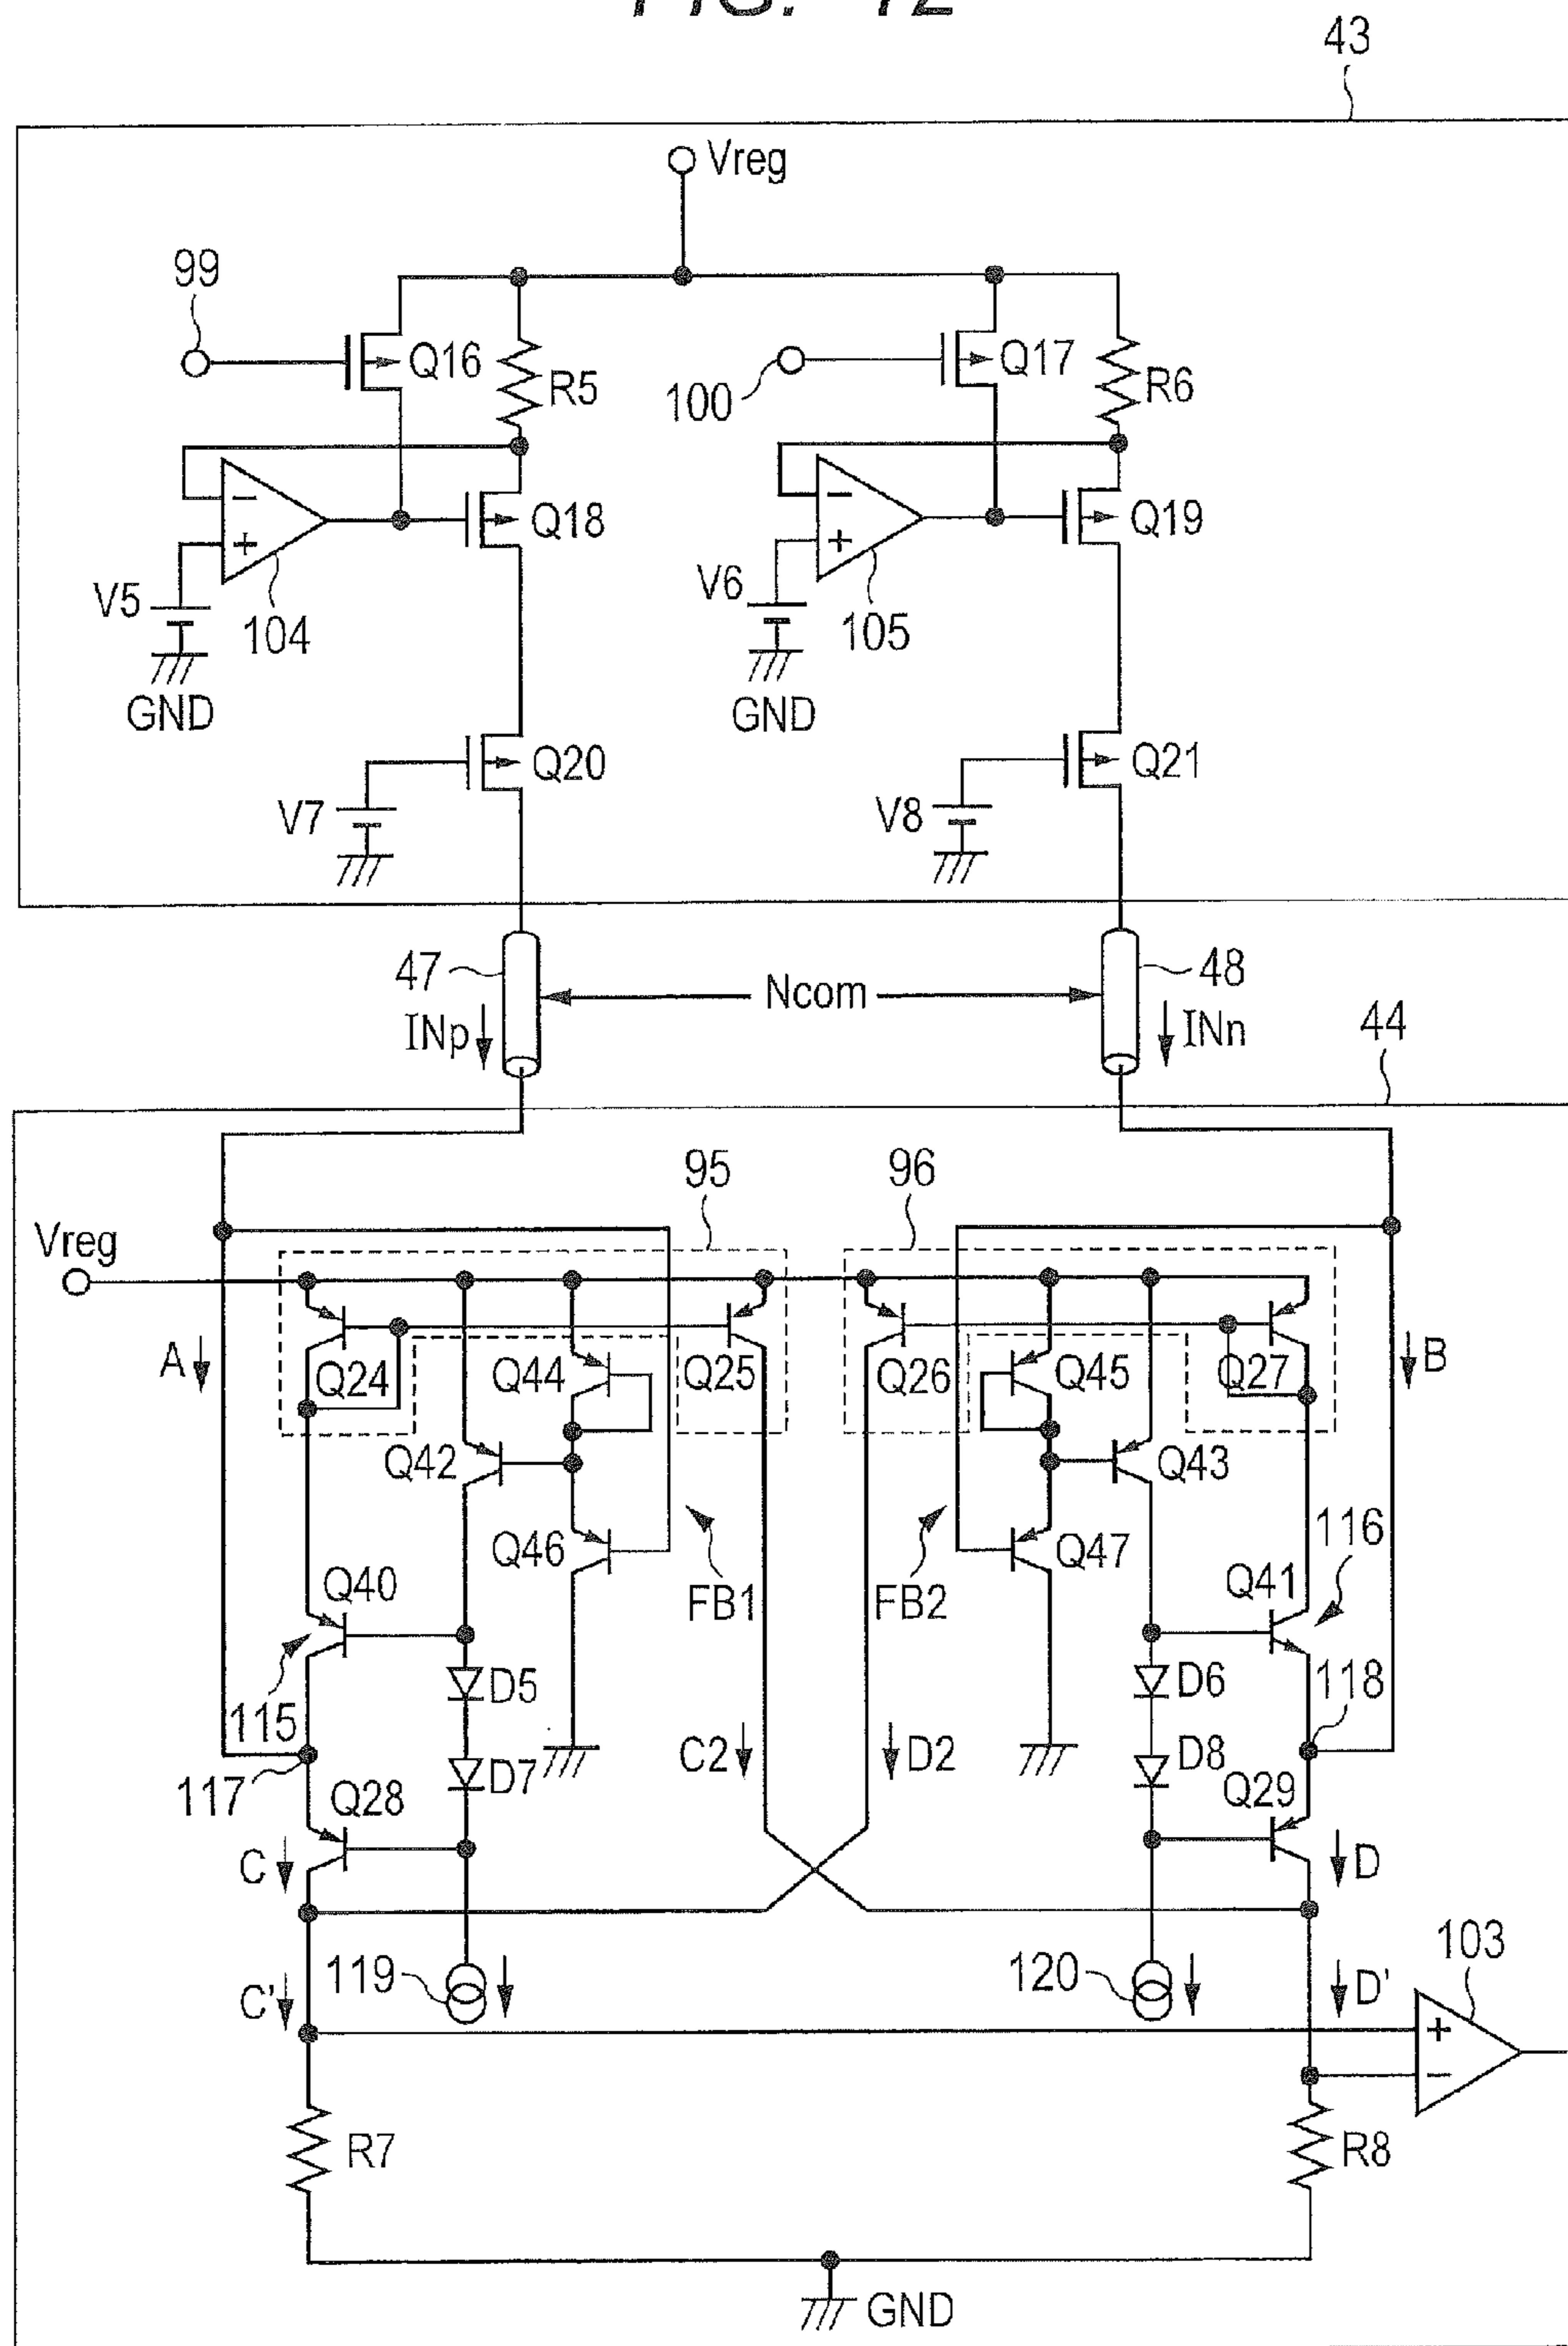 FIG. 12
43
Vreg
99
Q16
R5
100
Q17
R6
Q18
Q19
V5
104
GND
V6
105
GND
Q20
Q21
V7
V8
47
Ncom
48
INp
INn
44
95
96
Vreg
A
Q24
Q44
Q25
Q26
Q45
Q27
B
Q42
Q43
Q46
Q47
116
Q40
FB1
FB2
Q41
115
D5
D6
118
117
D7
C2
D2
D8
Q28
Q29
C
D
119
120
103
C'
D'
+
−
R7
R8
GND